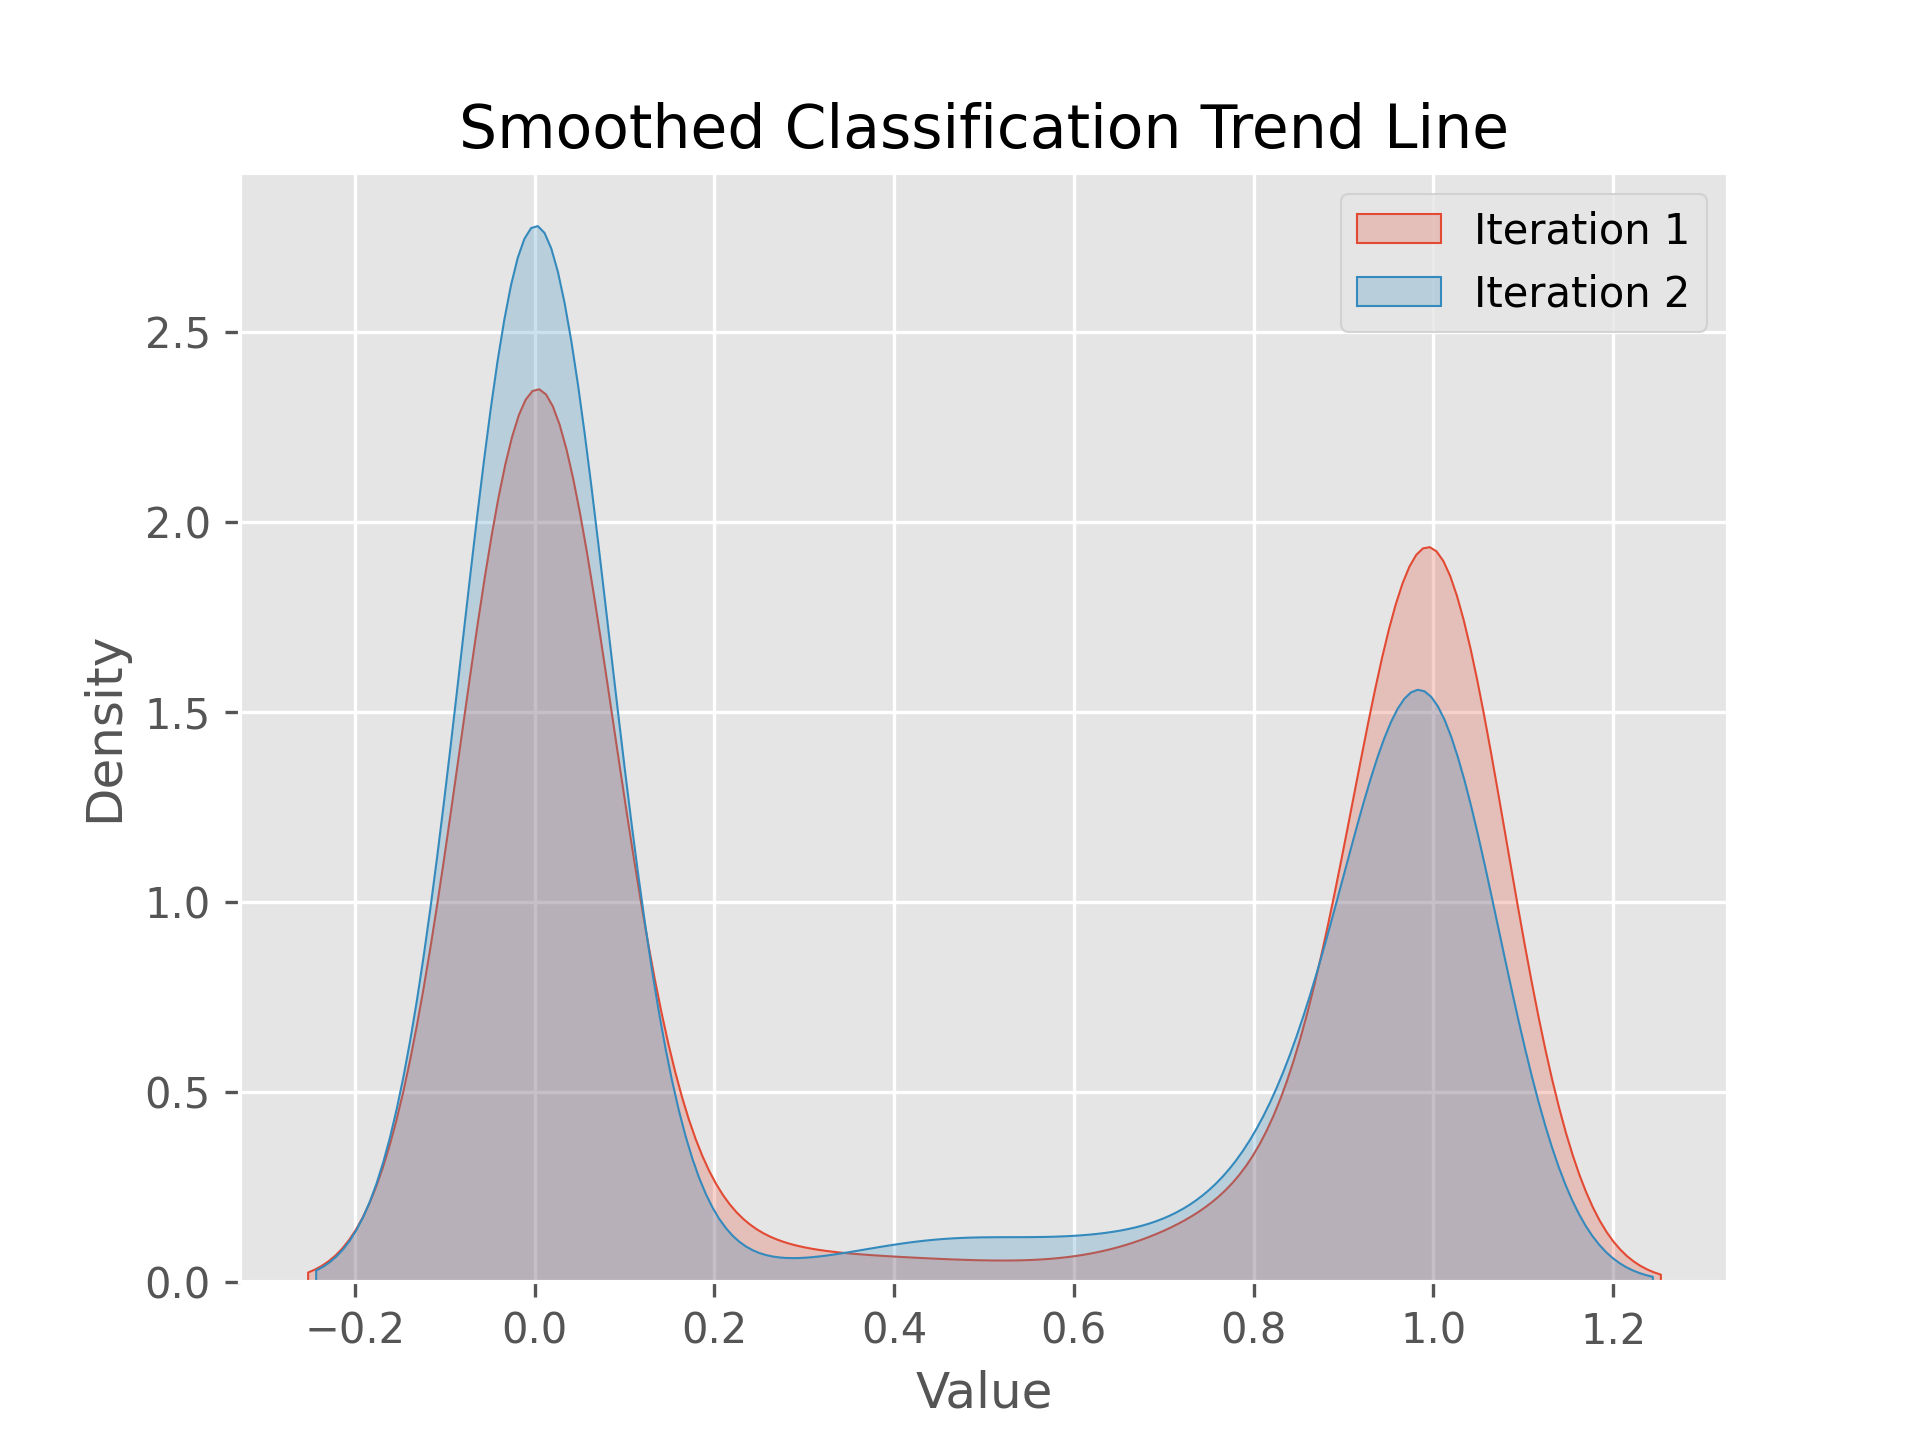 Smoothed Classification Trend Line
Iteration 1
Iteration 2
Density
2.5
2.0
1.5
1.0
0.5
0.0
−0.2 0.0 0.2 0.4 0.6 0.8 1.0 1.2
Value